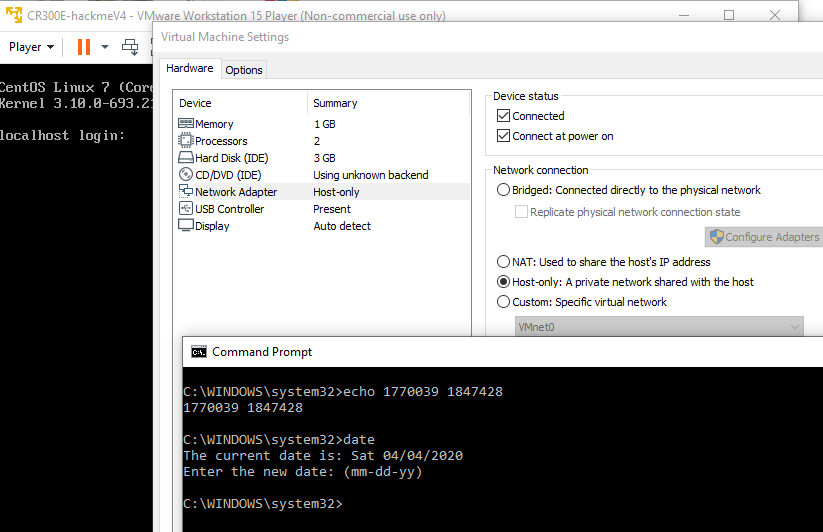 CR300E-hackmeV4 - VMware Workstation 15 Player (Non-commercial use only)
Player
Virtual Machine Settings
Hardware Options
CentOS Linux 7 (Core
Kernel 3.10.0-693.21
localhost login:
Device Summary
Memory 1 GB
Processors 2
Hard Disk (IDE) 3 GB
CD/DVD (IDE) Using unknown backend
Network Adapter Host-only
USB Controller Present
Display Auto detect
Device status
Connected
Connect at power on
Network connection
Bridged: Connected directly to the physical network
Replicate physical network connection state
Configure Adapters
NAT: Used to share the host's IP address
Host-only: A private network shared with the host
Custom: Specific virtual network
VMnet0
C:\. Command Prompt
C:\WINDOWS\system32>echo 1770039 1847428
1770039 1847428
C:\WINDOWS\system32>date
The current date is: Sat 04/04/2020
Enter the new date: (mm-dd-yy)
C:\WINDOWS\system32>